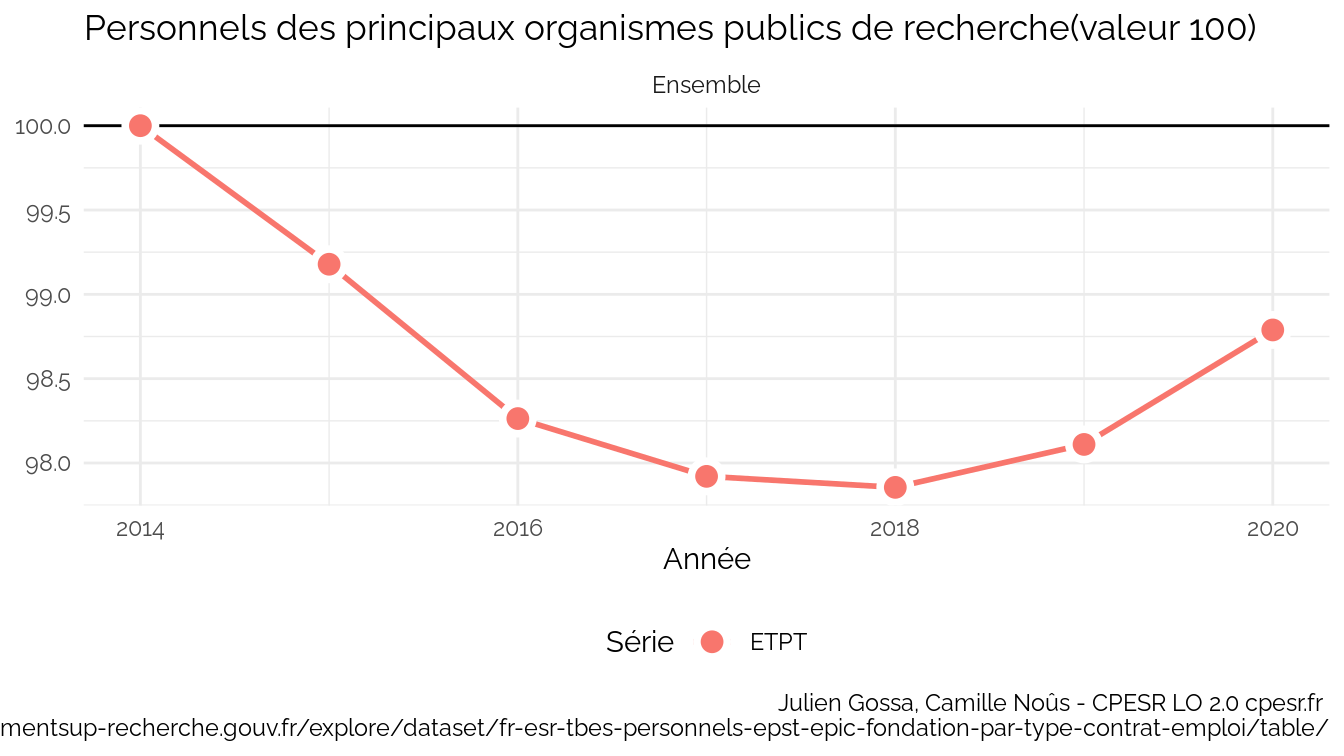 Personnels des principaux organismes publics de recherche(valeur 100)
Ensemble
100.0
99.5
99.0
98.5
98.0
2014 2016 2018 2020
Année
Série ETPT
Julien Gossa, Camille Noûs - CPESR LO 2.0 cpesr.fr
mentsup-recherche.gouv.fr/explore/dataset/fr-esr-tbes-personnels-epst-epic-fondation-par-type-contrat-emploi/table/